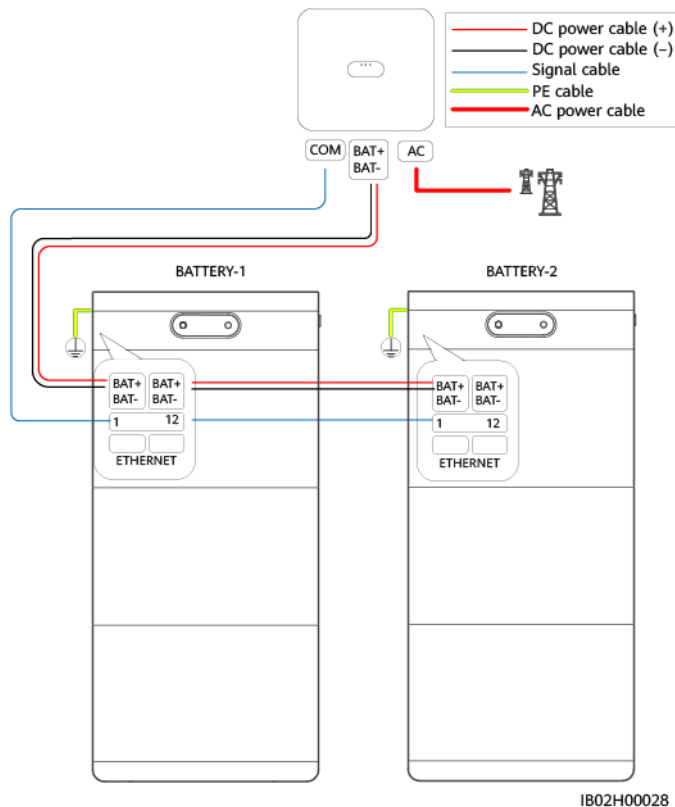 DC power cable (+)
DC power cable (–)
Signal cable
PE cable
AC power cable
COM
BAT+
BAT-
AC
BATTERY-1
BATTERY-2
BAT+ BAT+
BAT- BAT-
1 12
ETHERNET
BAT+ BAT+
BAT- BAT-
1 12
ETHERNET
IB02H00028